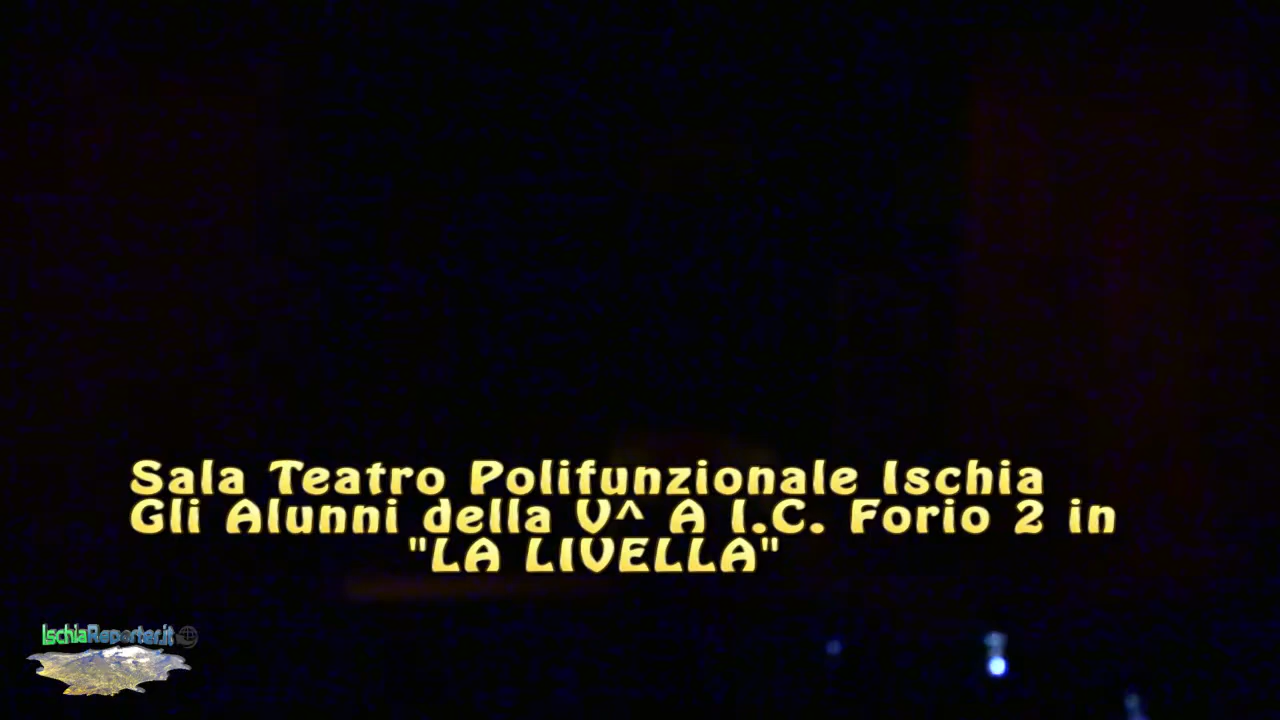 Sala Teatro Polifunzionale Ischia
Gli Alunni della V^ A I.C. Forio 2 in
"LA LIVELLA"
IschiaReporter.it